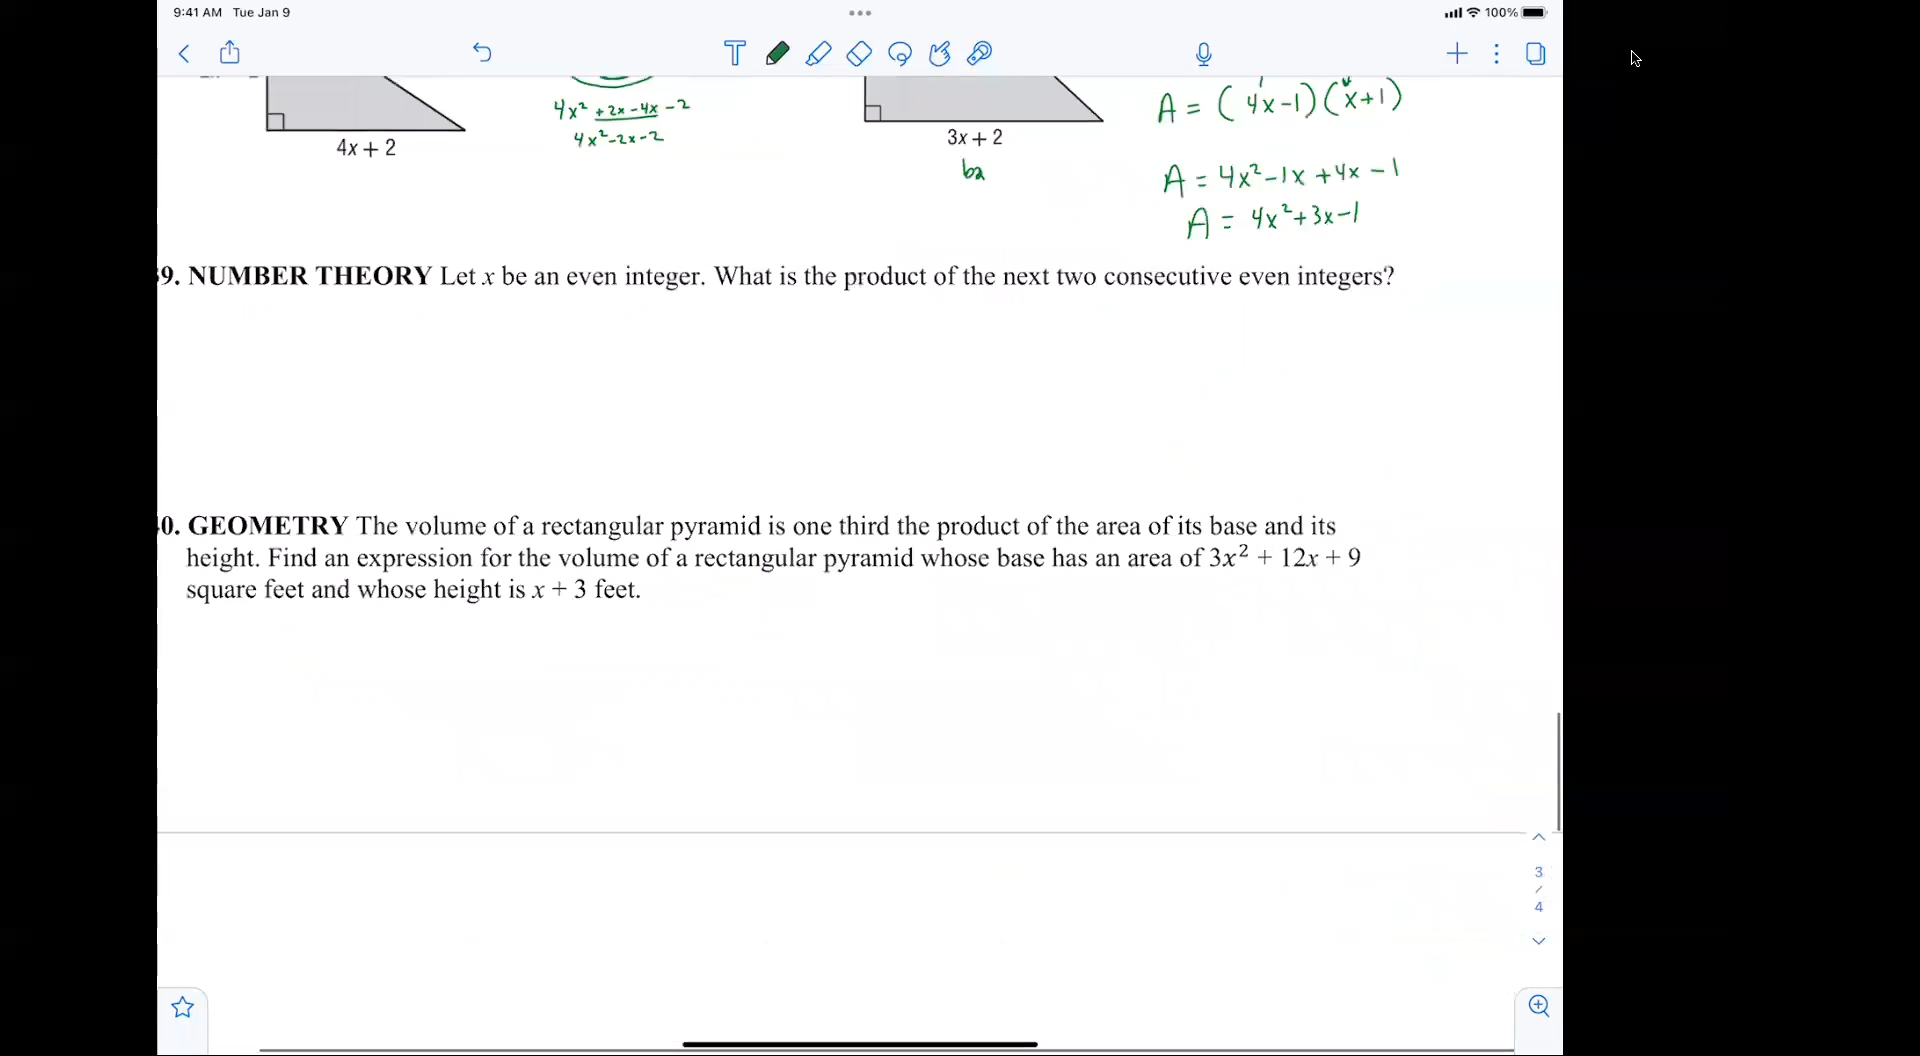 9:41 AM Tue Jan 9
100%
4x² + 2x - 4x - 2
4x² - 2x - 2
4x + 2
3x + 2
b2
A = (4x - 1)(x + 1)
A = 4x² - 1x + 4x - 1
A = 4x² + 3x - 1
9. NUMBER THEORY Let x be an even integer. What is the product of the next two consecutive even integers?
0. GEOMETRY The volume of a rectangular pyramid is one third the product of the area of its base and its
height. Find an expression for the volume of a rectangular pyramid whose base has an area of 3x² + 12x + 9
square feet and whose height is x + 3 feet.
3
/
4